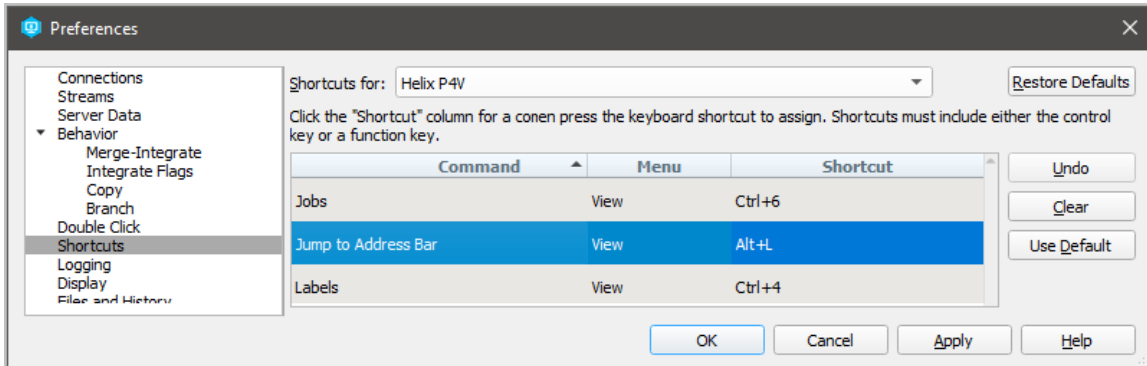 Preferences
Connections
Streams
Server Data
Behavior
Merge-Integrate
Integrate Flags
Copy
Branch
Double Click
Shortcuts
Logging
Display
Files and History
Shortcuts for: Helix P4V
Restore Defaults
Click the "Shortcut" column for a conen press the keyboard shortcut to assign. Shortcuts must include either the control
key or a function key.
Command Menu Shortcut
Jobs View Ctrl+6
Jump to Address Bar View Alt+L
Labels View Ctrl+4
Undo
Clear
Use Default
OK Cancel Apply Help